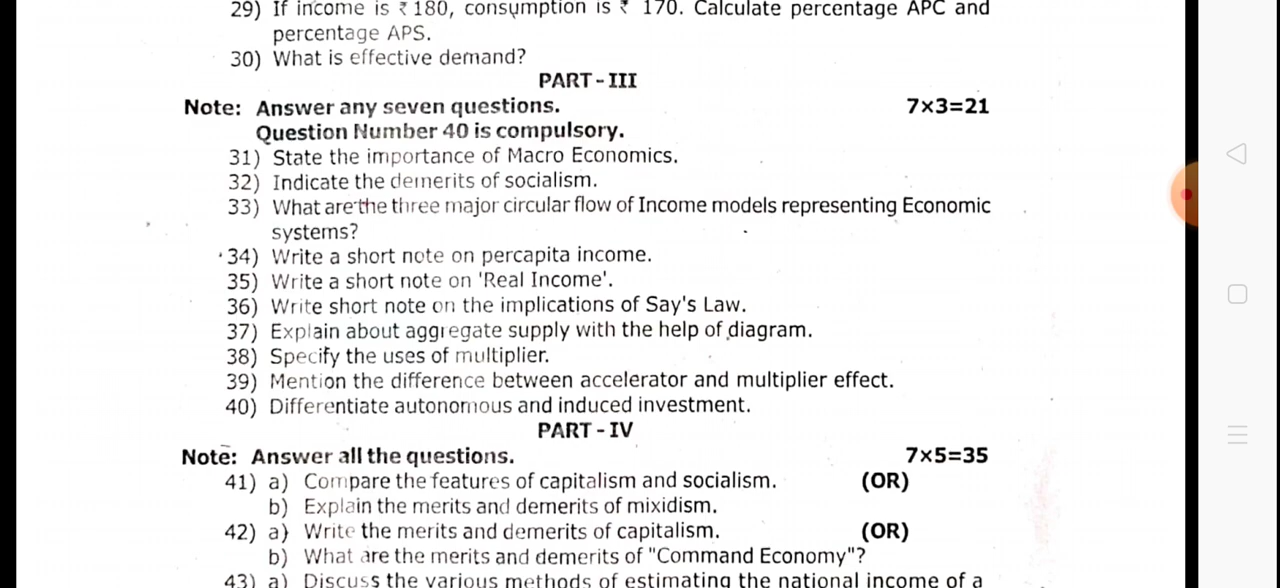 29) If income is ₹ 180, consumption is ₹ 170. Calculate percentage APC and
percentage APS.
30) What is effective demand?
PART - III
Note: Answer any seven questions. 7×3=21
Question Number 40 is compulsory.
31) State the importance of Macro Economics.
32) Indicate the demerits of socialism.
33) What are the three major circular flow of Income models representing Economic
systems?
34) Write a short note on percapita income.
35) Write a short note on 'Real Income'.
36) Write short note on the implications of Say's Law.
37) Explain about aggregate supply with the help of diagram.
38) Specify the uses of multiplier.
39) Mention the difference between accelerator and multiplier effect.
40) Differentiate autonomous and induced investment.
PART - IV
Note: Answer all the questions. 7×5=35
41) a) Compare the features of capitalism and socialism. (OR)
b) Explain the merits and demerits of mixidism.
42) a) Write the merits and demerits of capitalism. (OR)
b) What are the merits and demerits of "Command Economy"?
43) a) Discuss the various methods of estimating the national income of a